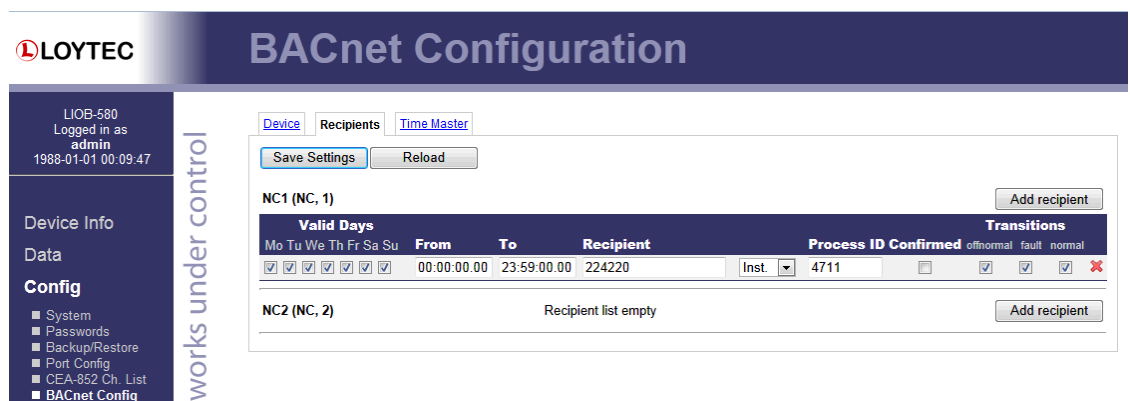 LOYTEC
BACnet Configuration
LIOB-580
Logged in as
admin
1988-01-01 00:09:47
Device Info
Data
Config
System
Passwords
Backup/Restore
Port Config
CEA-852 Ch. List
BACnet Config
works under control
Device Recipients Time Master
Save Settings Reload
NC1 (NC, 1) Add recipient
Valid Days Transitions
Mo Tu We Th Fr Sa Su From To Recipient Process ID Confirmed offnormal fault normal
00:00:00.00 23:59:00.00 224220 Inst. 4711
NC2 (NC, 2) Recipient list empty Add recipient